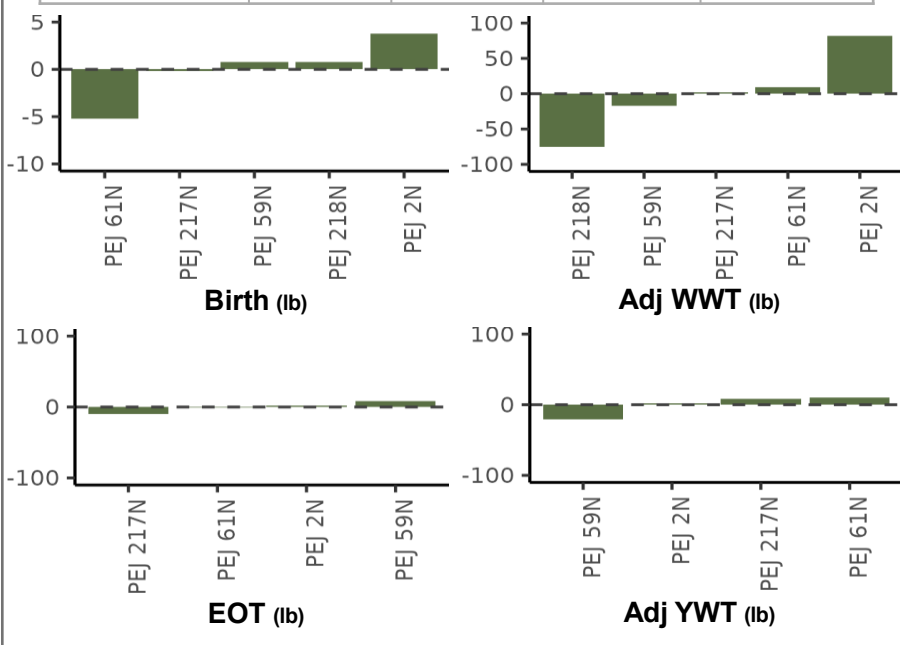 5
0
-5
-10
PEJ 61N
PEJ 217N
PEJ 59N
PEJ 218N
PEJ 2N
Birth (lb)
100
50
0
-50
-100
PEJ 218N
PEJ 59N
PEJ 217N
PEJ 61N
PEJ 2N
Adj WWT (lb)
100
0
-100
PEJ 217N
PEJ 61N
PEJ 2N
PEJ 59N
EOT (lb)
100
0
-100
PEJ 59N
PEJ 2N
PEJ 217N
PEJ 61N
Adj YWT (lb)